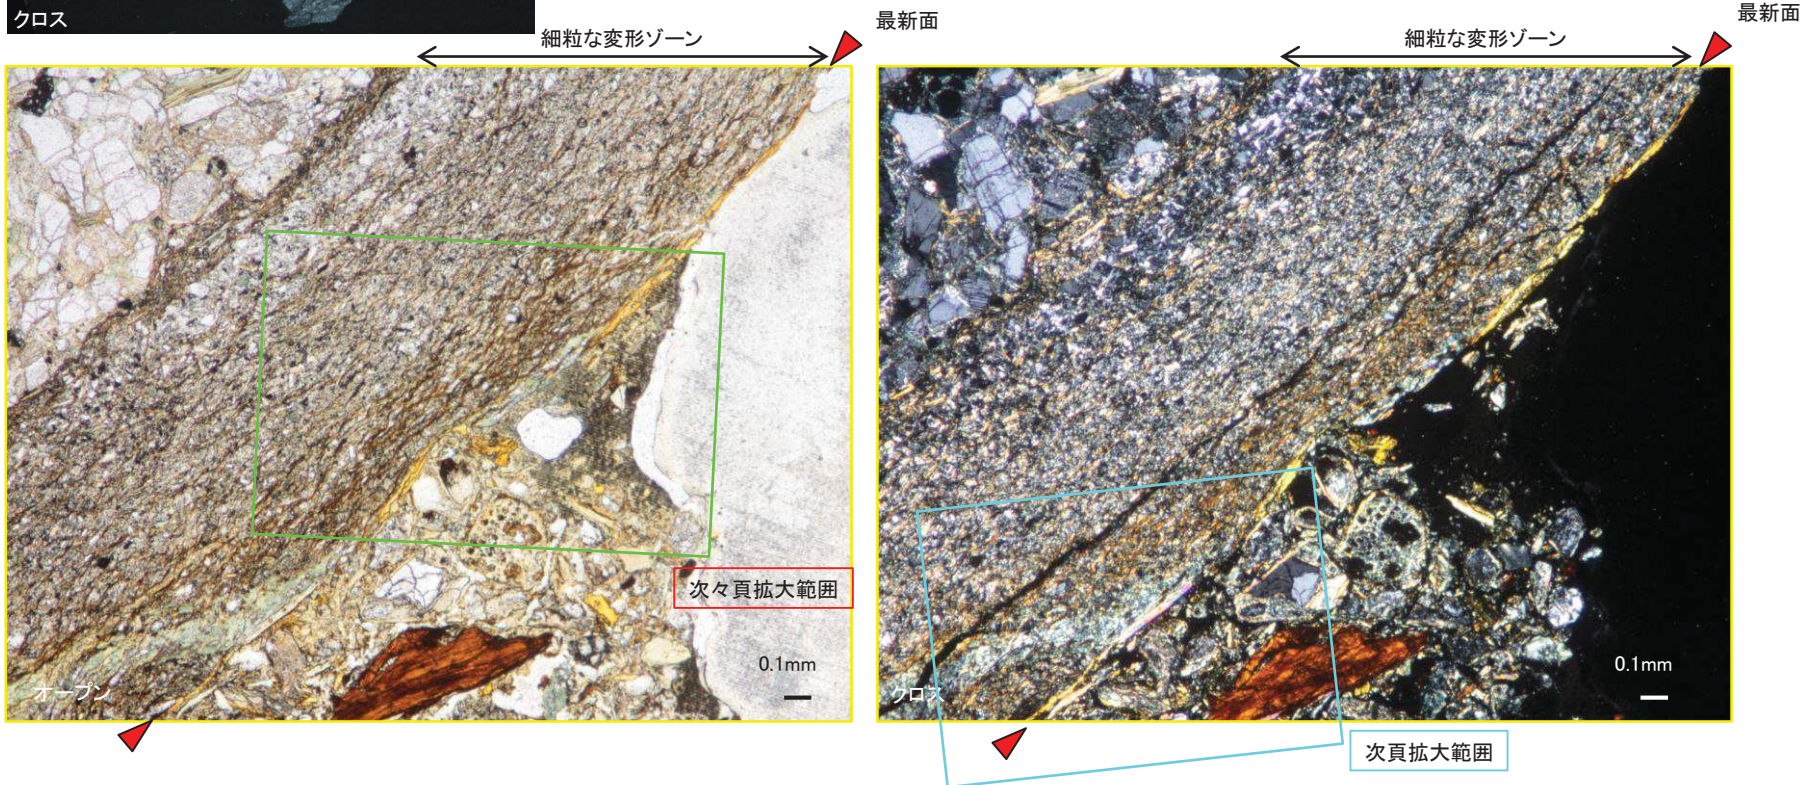 クロス
最新面
最新面
細粒な変形ゾーン
細粒な変形ゾーン
次々頁拡大範囲
0.1mm
0.1mm
オープン
クロス
次頁拡大範囲